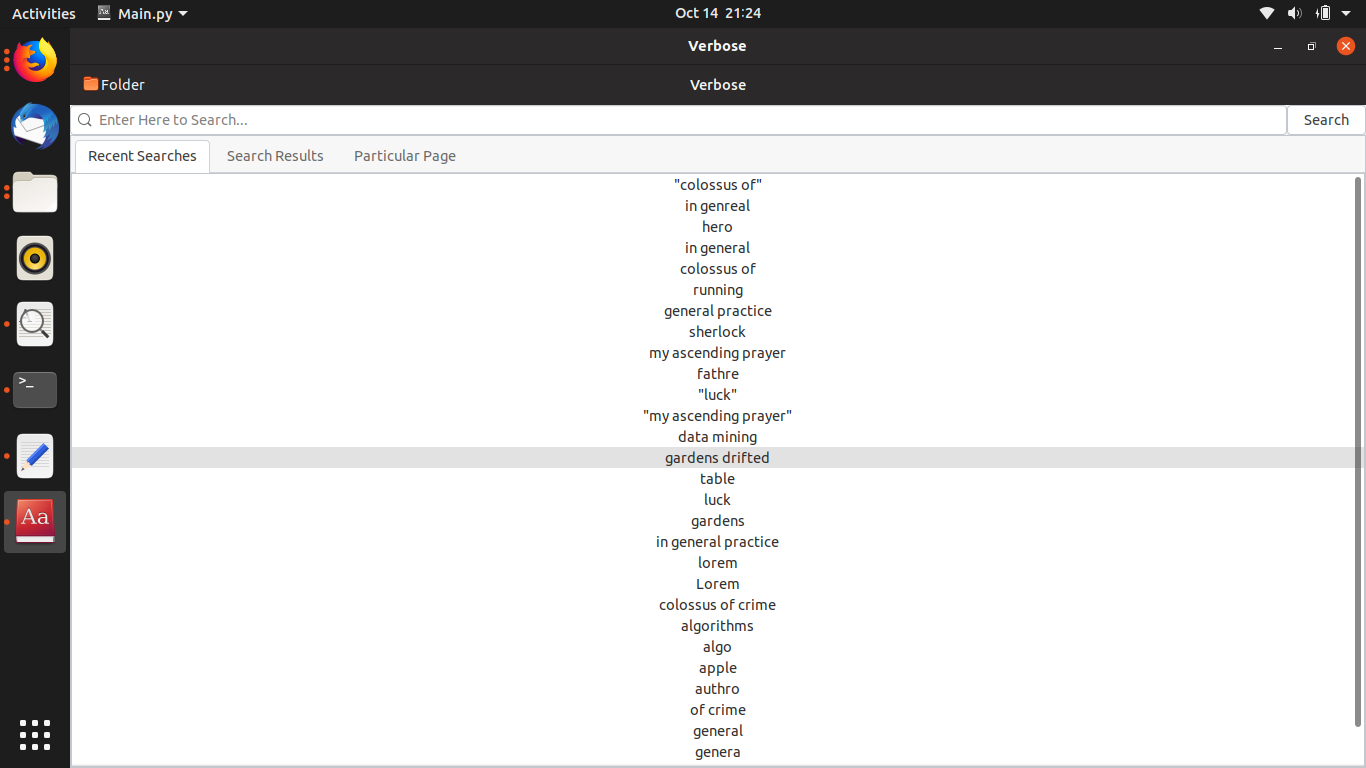 Activities Main.py Oct 14 21:24
Verbose
Folder Verbose
Enter Here to Search... Search
Recent Searches Search Results Particular Page
"colossus of"
in genreal
hero
in general
colossus of
running
general practice
sherlock
my ascending prayer
fathre
"luck"
"my ascending prayer"
data mining
gardens drifted
table
luck
gardens
in general practice
lorem
Lorem
colossus of crime
algorithms
algo
apple
authro
of crime
general
genera
>_
Aa